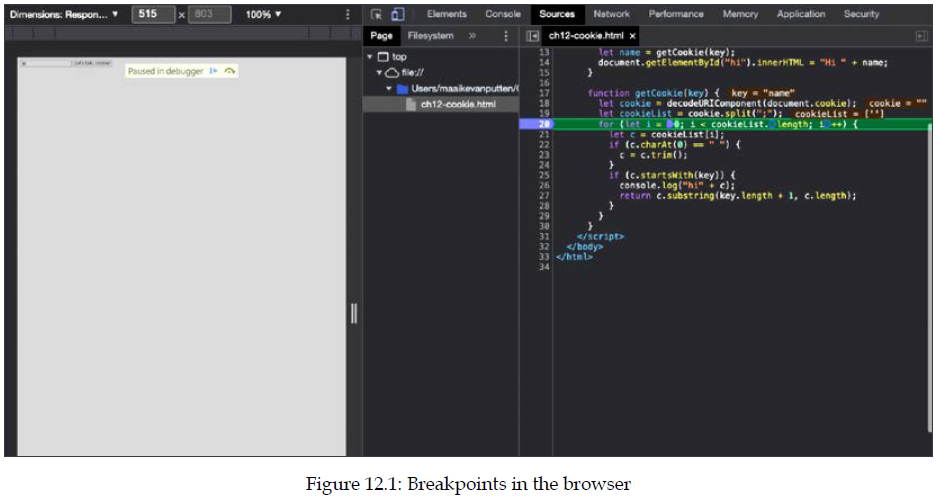 Dimensions: Respon... ▼ 515 x 803 100% ▼
Elements Console Sources Network Performance Memory Application Security
Page Filesystem »
ch12-cookie.html ×
Paused in debugger
top
file://
Users/maaikevanputten/
ch12-cookie.html
13 let name = getCookie(key);
14 document.getElementById("hi").innerHTML = "Hi " + name;
15 }
16
17 function getCookie(key) { key = "name"
18 let cookie = decodeURIComponent(document.cookie); cookie = ""
19 let cookieList = cookie.split(";"); cookieList = ['']
20 for (let i = 0; i < cookieList.length; i++) {
21 let c = cookieList[i];
22 if (c.charAt(0) == " ") {
23 c = c.trim();
24 }
25 if (c.startsWith(key)) {
26 console.log("hi" + c);
27 return c.substring(key.length + 1, c.length);
28 }
29 }
30 }
31 </script>
32 </body>
33 </html>
34
Figure 12.1: Breakpoints in the browser